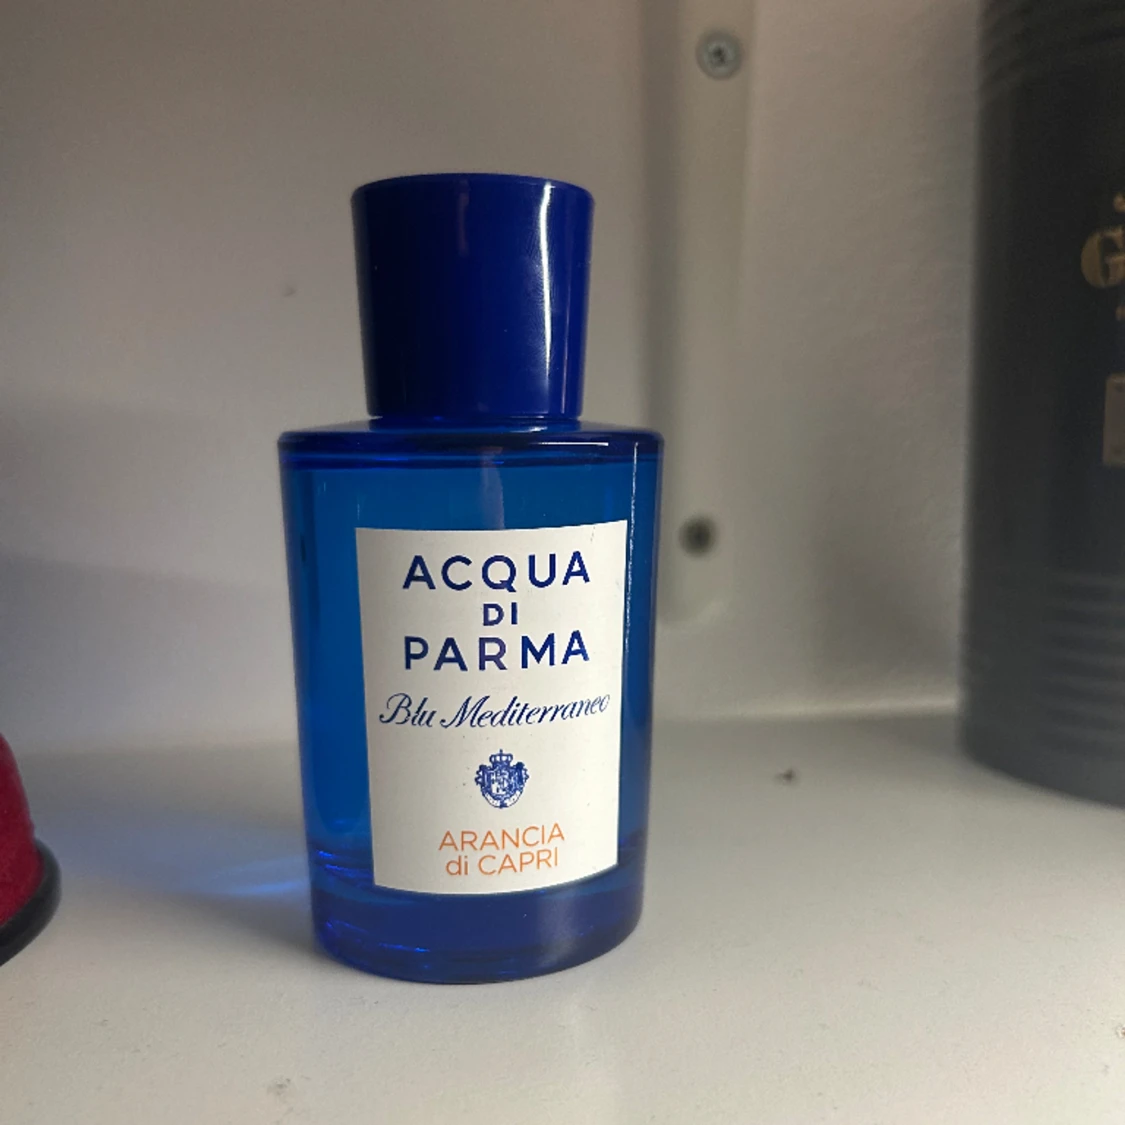 ACQUA
DI
PARMA
Blu Mediterraneo
ARANCIA
di CAPRI